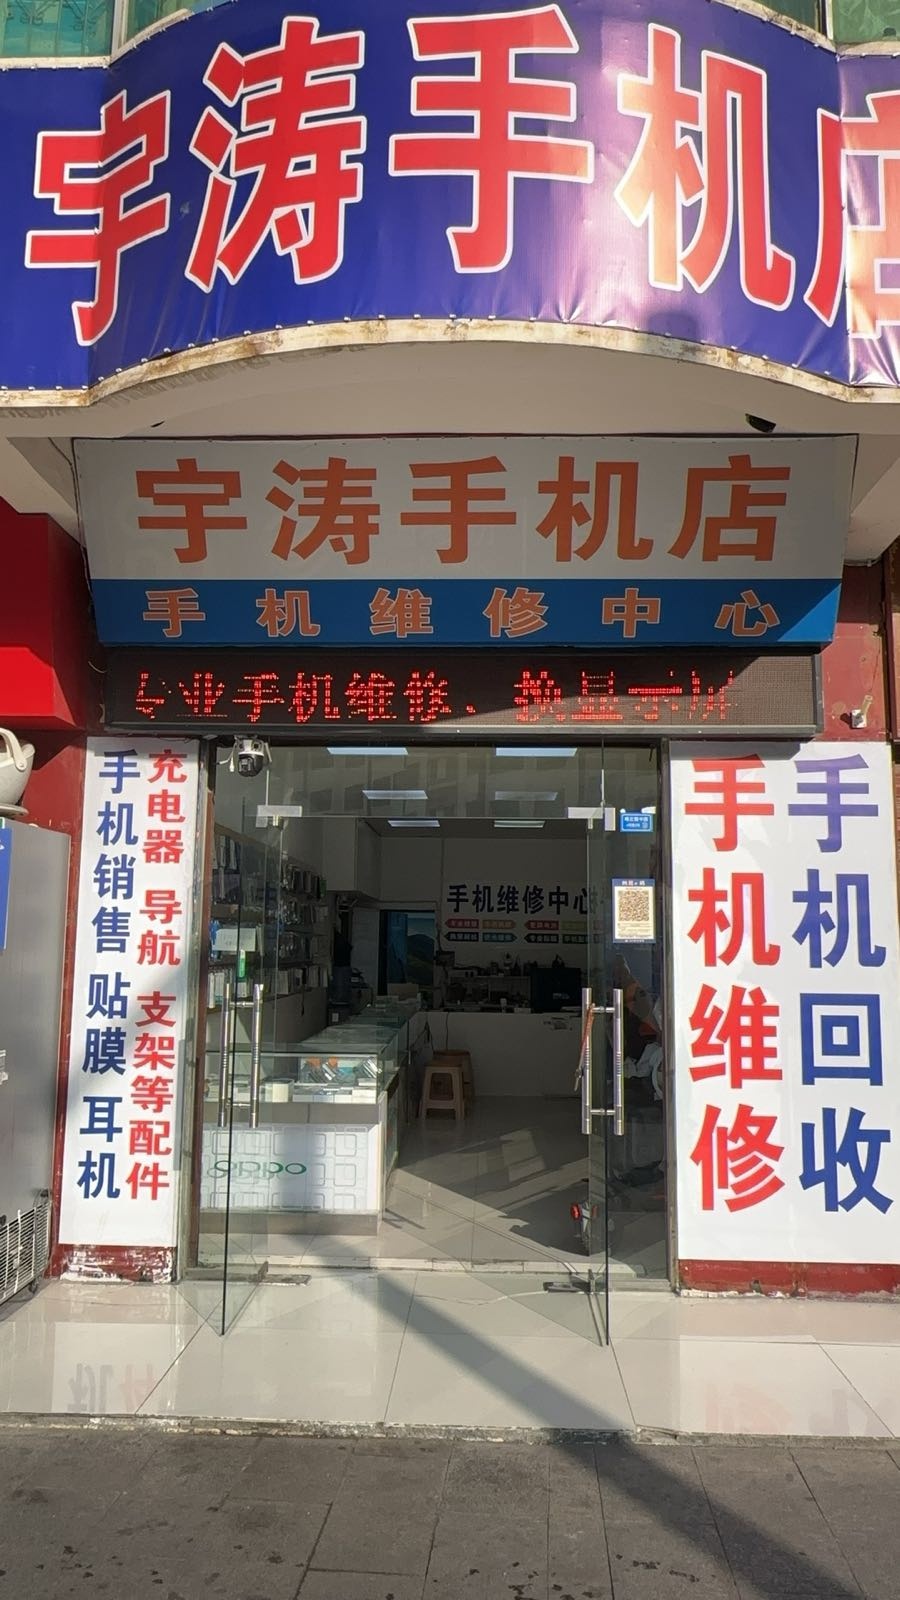 宇涛手机店
宇涛手机店
手机维修中心
专业手机维修、换显示屏
手机销售 贴膜 耳机
充电器 导航 支架等配件
手机维修中心
oppo
手机维修
手机回收